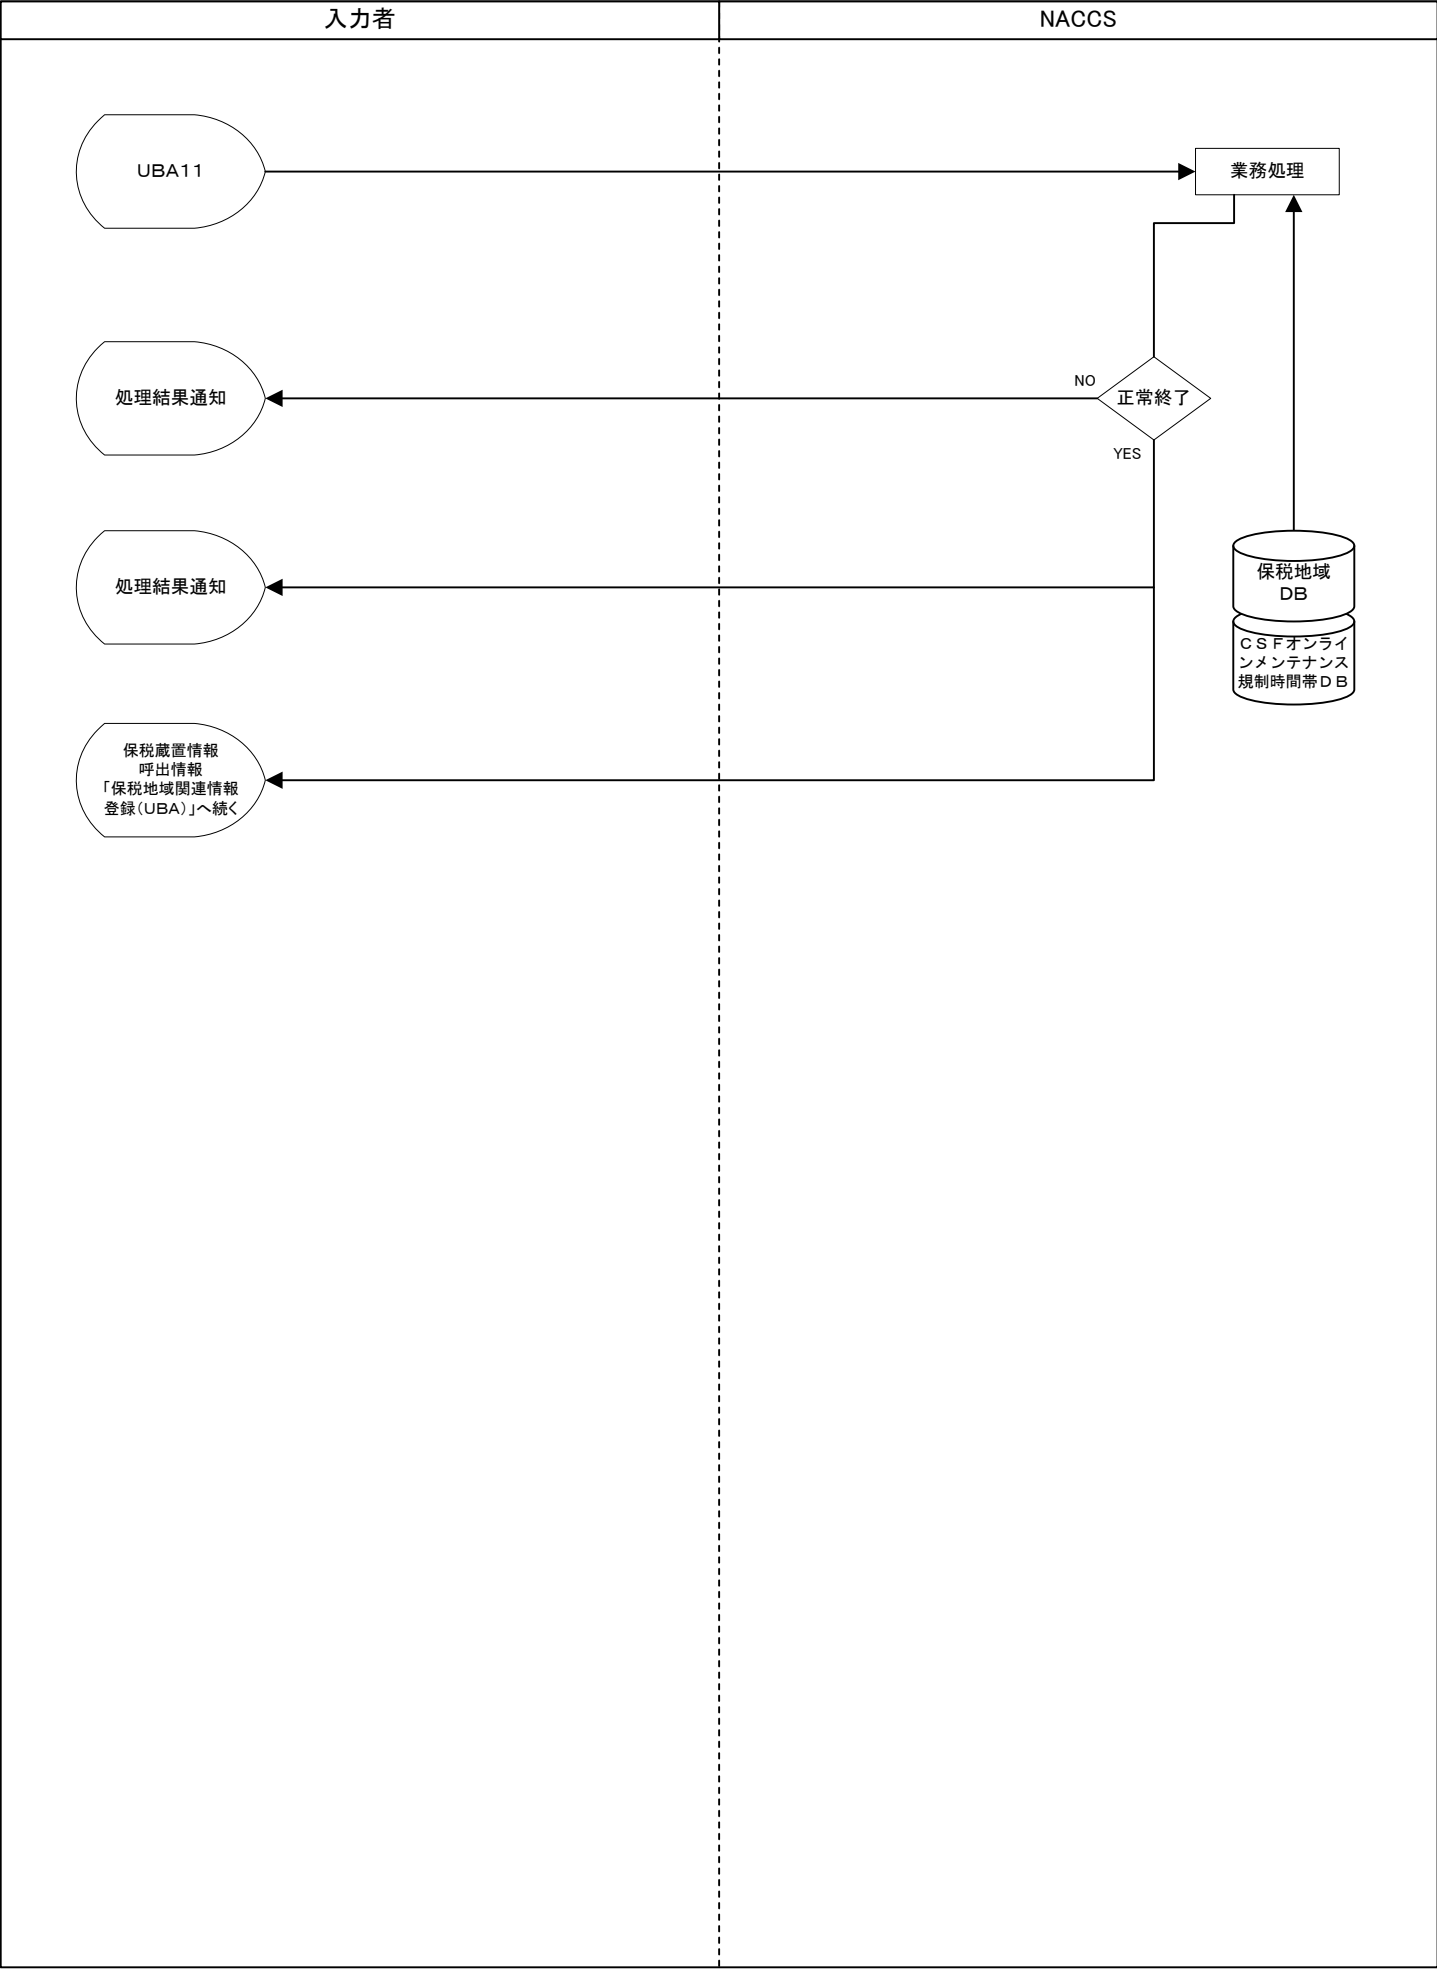 入力者
NACCS
UBA11
業務処理
処理結果通知
NO
正常終了
YES
処理結果通知
保税地域
DB
ＣＳＦオンライ
ンメンテナンス
規制時間帯ＤＢ
保税蔵置情報
呼出情報
「保税地域関連情報
登録（UBA）」へ続く